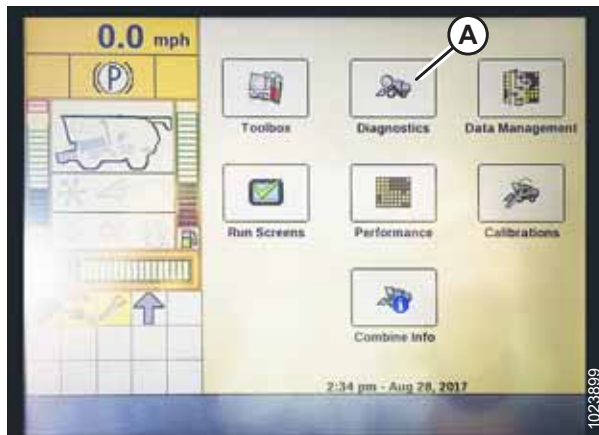 0.0 mph
(P)
A
Toolbox
Diagnostics
Data Management
Run Screens
Performance
Calibrations
Combine Info
2:34 pm - Aug 28, 2017
1023899